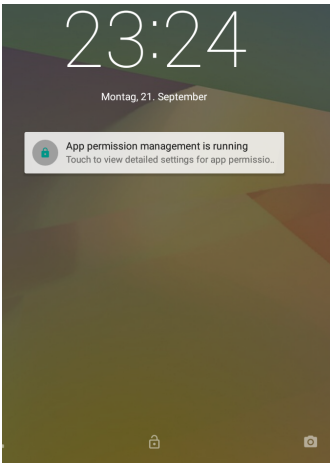 23:24
Montag, 21. September
App permission management is running
Touch to view detailed settings for app permissio..